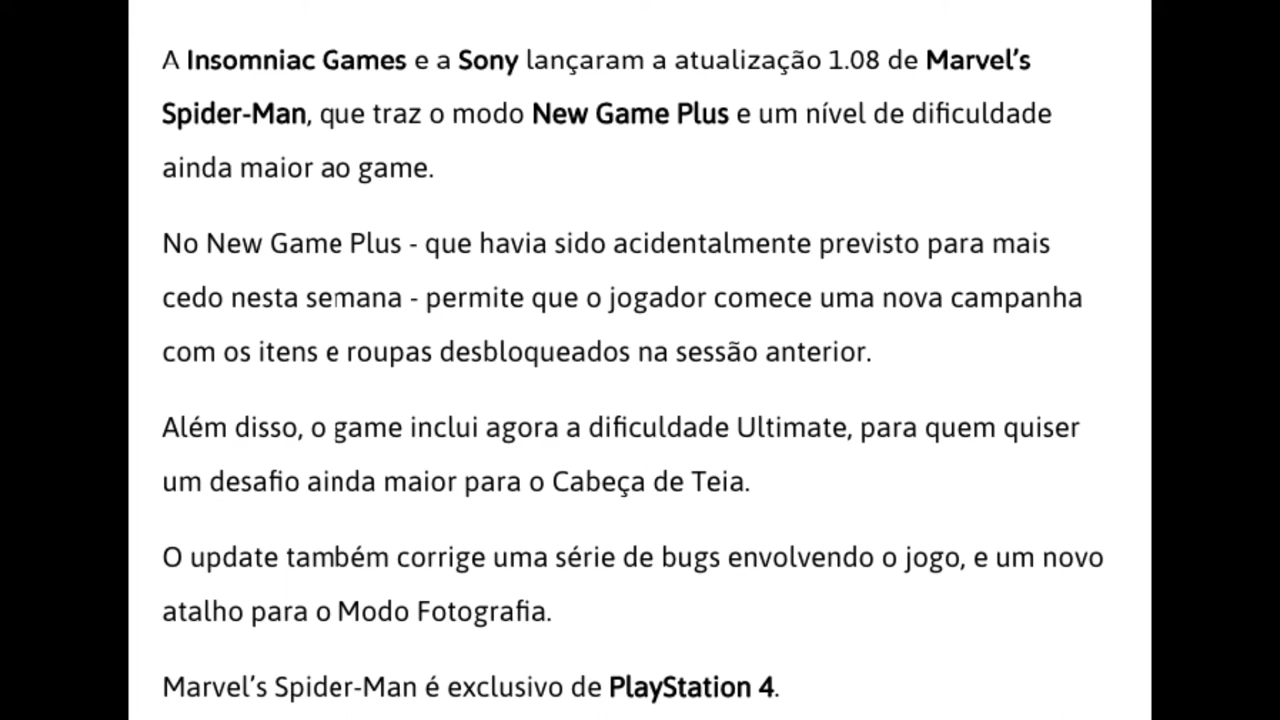 A Insomniac Games e a Sony lançaram a atualização 1.08 de Marvel’s
Spider-Man, que traz o modo New Game Plus e um nível de dificuldade
ainda maior ao game.
No New Game Plus - que havia sido acidentalmente previsto para mais
cedo nesta semana - permite que o jogador comece uma nova campanha
com os itens e roupas desbloqueados na sessão anterior.
Além disso, o game inclui agora a dificuldade Ultimate, para quem quiser
um desafio ainda maior para o Cabeça de Teia.
O update também corrige uma série de bugs envolvendo o jogo, e um novo
atalho para o Modo Fotografia.
Marvel’s Spider-Man é exclusivo de PlayStation 4.